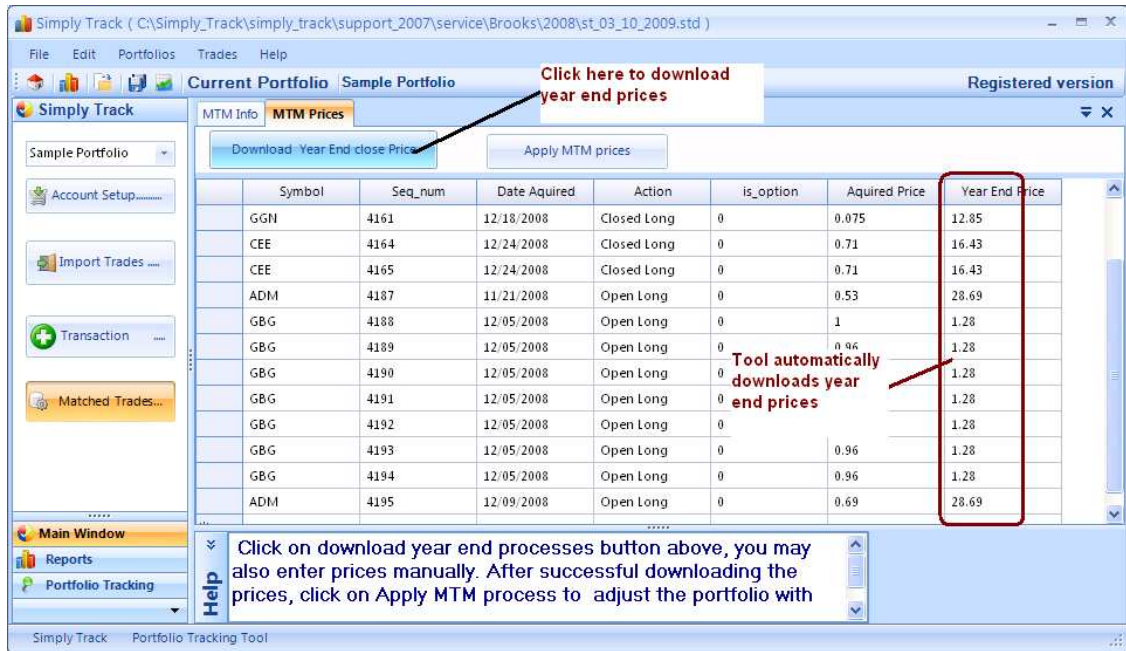 Simply Track ( C:\Simply_Track\simply_track\support_2007\service\Brooks\2008\st_03_10_2009.std )
File Edit Portfolios Trades Help
Current Portfolio Sample Portfolio Registered version
Click here to download
year end prices
Simply Track
MTM Info MTM Prices
Sample Portfolio
Download Year End close Price
Apply MTM prices
Account Setup..........
Import Trades .....
Transaction .....
Matched Trades...
Symbol Seq_num Date Aquired Action is_option Aquired Price Year End Price
GGN 4161 12/18/2008 Closed Long 0 0.075 12.85
CEE 4164 12/24/2008 Closed Long 0 0.71 16.43
CEE 4165 12/24/2008 Closed Long 0 0.71 16.43
ADM 4187 11/21/2008 Open Long 0 0.53 28.69
GBG 4188 12/05/2008 Open Long 0 1 1.28
GBG 4189 12/05/2008 Open Long 0 0.96 1.28
GBG 4190 12/05/2008 Open Long 0 1.28
GBG 4191 12/05/2008 Open Long 0 1.28
GBG 4192 12/05/2008 Open Long 0 1.28
GBG 4193 12/05/2008 Open Long 0 0.96 1.28
GBG 4194 12/05/2008 Open Long 0 0.96 1.28
ADM 4195 12/09/2008 Open Long 0 0.69 28.69
Tool automatically
downloads year
end prices
Main Window
Reports
Portfolio Tracking
Help
Click on download year end processes button above, you may
also enter prices manually. After successful downloading the
prices, click on Apply MTM process to adjust the portfolio with
Simply Track Portfolio Tracking Tool